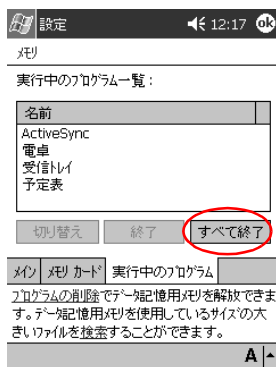 設定 12:17 ok
メモリ
実行中のプログラム一覧：
名前
ActiveSync
電卓
受信トレイ
予定表
切り替え 終了 すべて終了
メイン メモリ カード 実行中のプログラム
プログラムの削除でデータ記憶用メモリを解放できま
す。データ記憶用メモリを使用しているサイズの大
きいファイルを検索することができます。
A